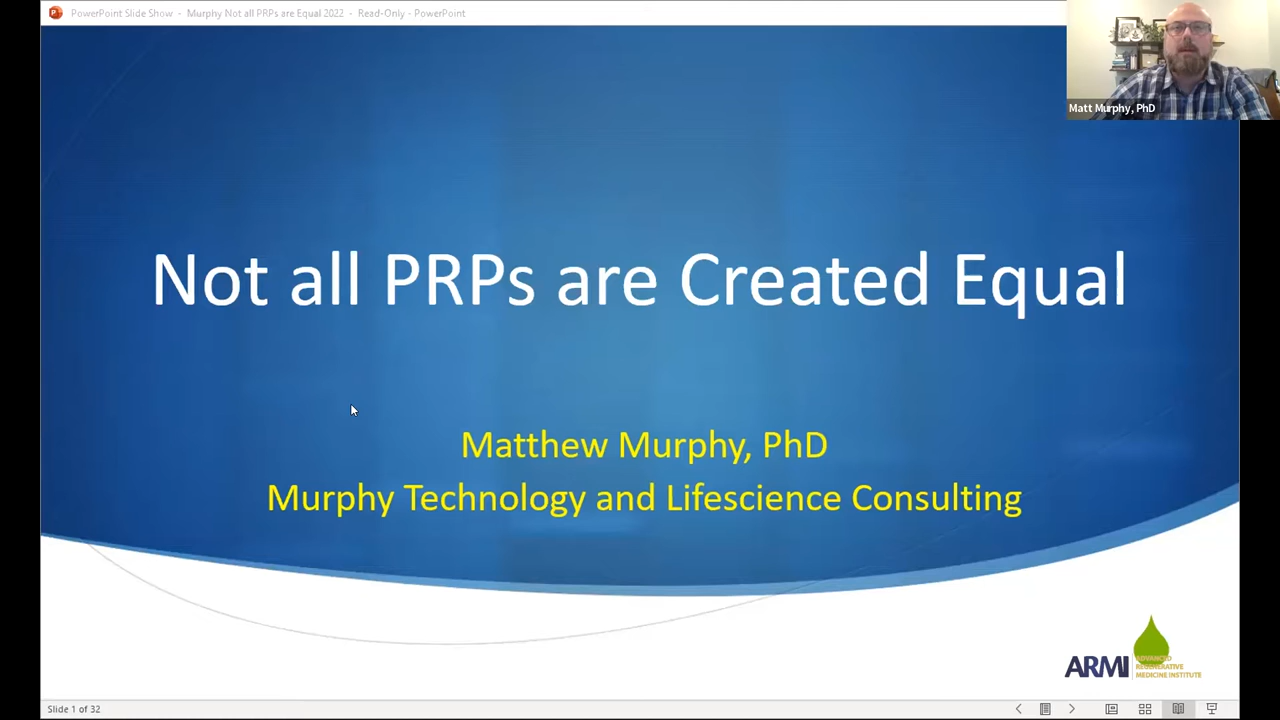 PowerPoint Slide Show - Murphy Not all PRPs are Equal 2022 - Read-Only - PowerPoint
Matt Murphy, PhD
Not all PRPs are Created Equal
Matthew Murphy, PhD
Murphy Technology and Lifescience Consulting
ARMI
ADVANCED
REGENERATIVE
MEDICINE INSTITUTE
Slide 1 of 32